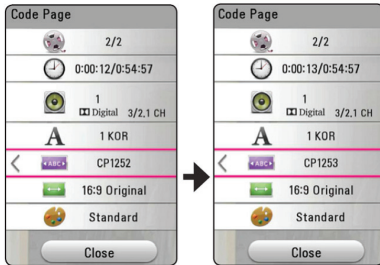 Code Page
2/2
0:00:12/0:54:57
1
Digital 3/2.1 CH
A 1 KOR
ABC CP1252
16:9 Original
Standard
Close
Code Page
2/2
0:00:13/0:54:57
1
Digital 3/2.1 CH
A 1 KOR
ABC CP1253
16:9 Original
Standard
Close